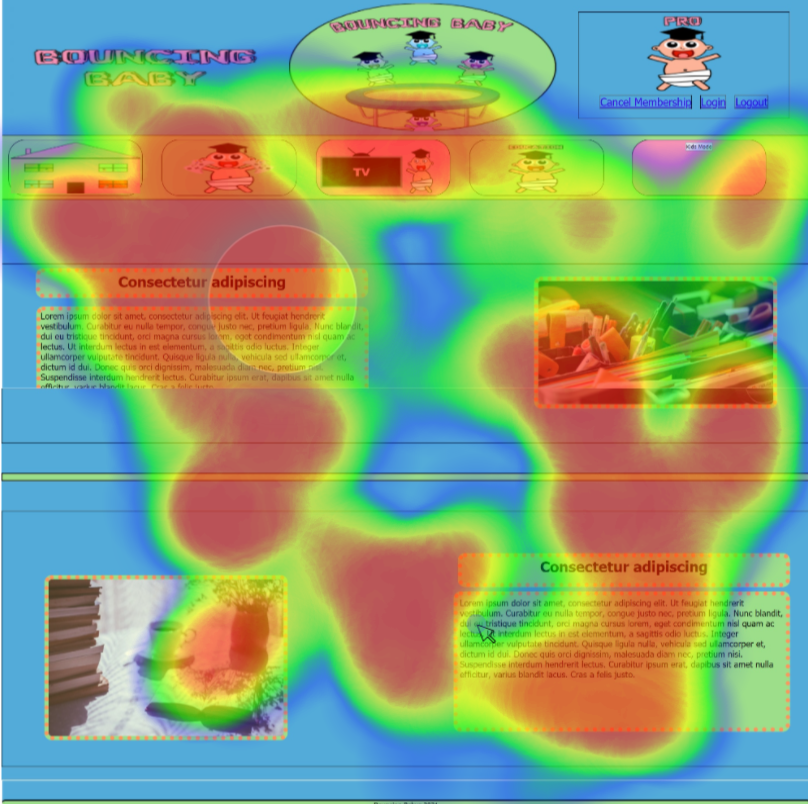 BOUNCING
BABY
BOUNCING BABY
PRO
Cancel Membership Login Logout
TV
Kids Mode
Consectetur adipiscing
Lorem ipsum dolor sit amet, consectetur adipiscing elit. Ut feugiat hendrerit
vestibulum. Curabitur eu nulla tempor, congue justo nec, pretium ligula. Nunc blandit,
dui eu tristique tincidunt, orci magna cursus lorem, eget condimentum nisl quam ac
lectus. Ut interdum lectus in est elementum, a sagittis odio luctus. Integer
ullamcorper vulputate tincidunt. Quisque ligula nulla, vehicula sed ullamcorper et,
dictum id dui. Donec quis orci dignissim, malesuada diam nec, pretium nisi.
Suspendisse interdum hendrerit lectus. Curabitur ipsum erat, dapibus sit amet nulla
efficitur, varius blandit lacus. Cras a felis justo.
Consectetur adipiscing
Lorem ipsum dolor sit amet, consectetur adipiscing elit. Ut feugiat hendrerit
vestibulum. Curabitur eu nulla tempor, congue justo nec, pretium ligula. Nunc blandit,
dui eu tristique tincidunt, orci magna cursus lorem, eget condimentum nisl quam ac
lectus. Ut interdum lectus in est elementum, a sagittis odio luctus. Integer
ullamcorper vulputate tincidunt. Quisque ligula nulla, vehicula sed ullamcorper et,
dictum id dui. Donec quis orci dignissim, malesuada diam nec, pretium nisi.
Suspendisse interdum hendrerit lectus. Curabitur ipsum erat, dapibus sit amet nulla
efficitur, varius blandit lacus. Cras a felis justo.